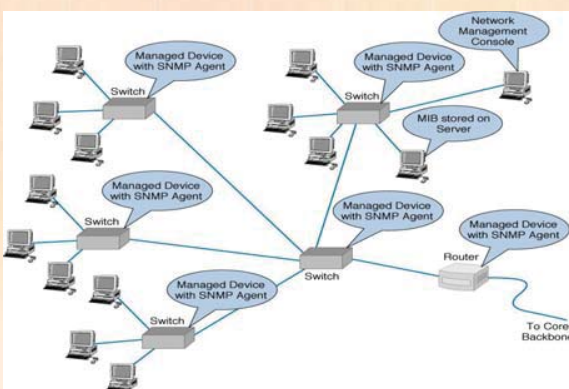 Network
Management
Console
Managed Device
with SNMP Agent
Switch
Managed Device
with SNMP Agent
Switch
MIB stored on
Server
Managed Device
with SNMP Agent
Switch
Managed Device
with SNMP Agent
Switch
Managed Device
with SNMP Agent
Router
Managed Device
with SNMP Agent
Switch
To Core
Backbone